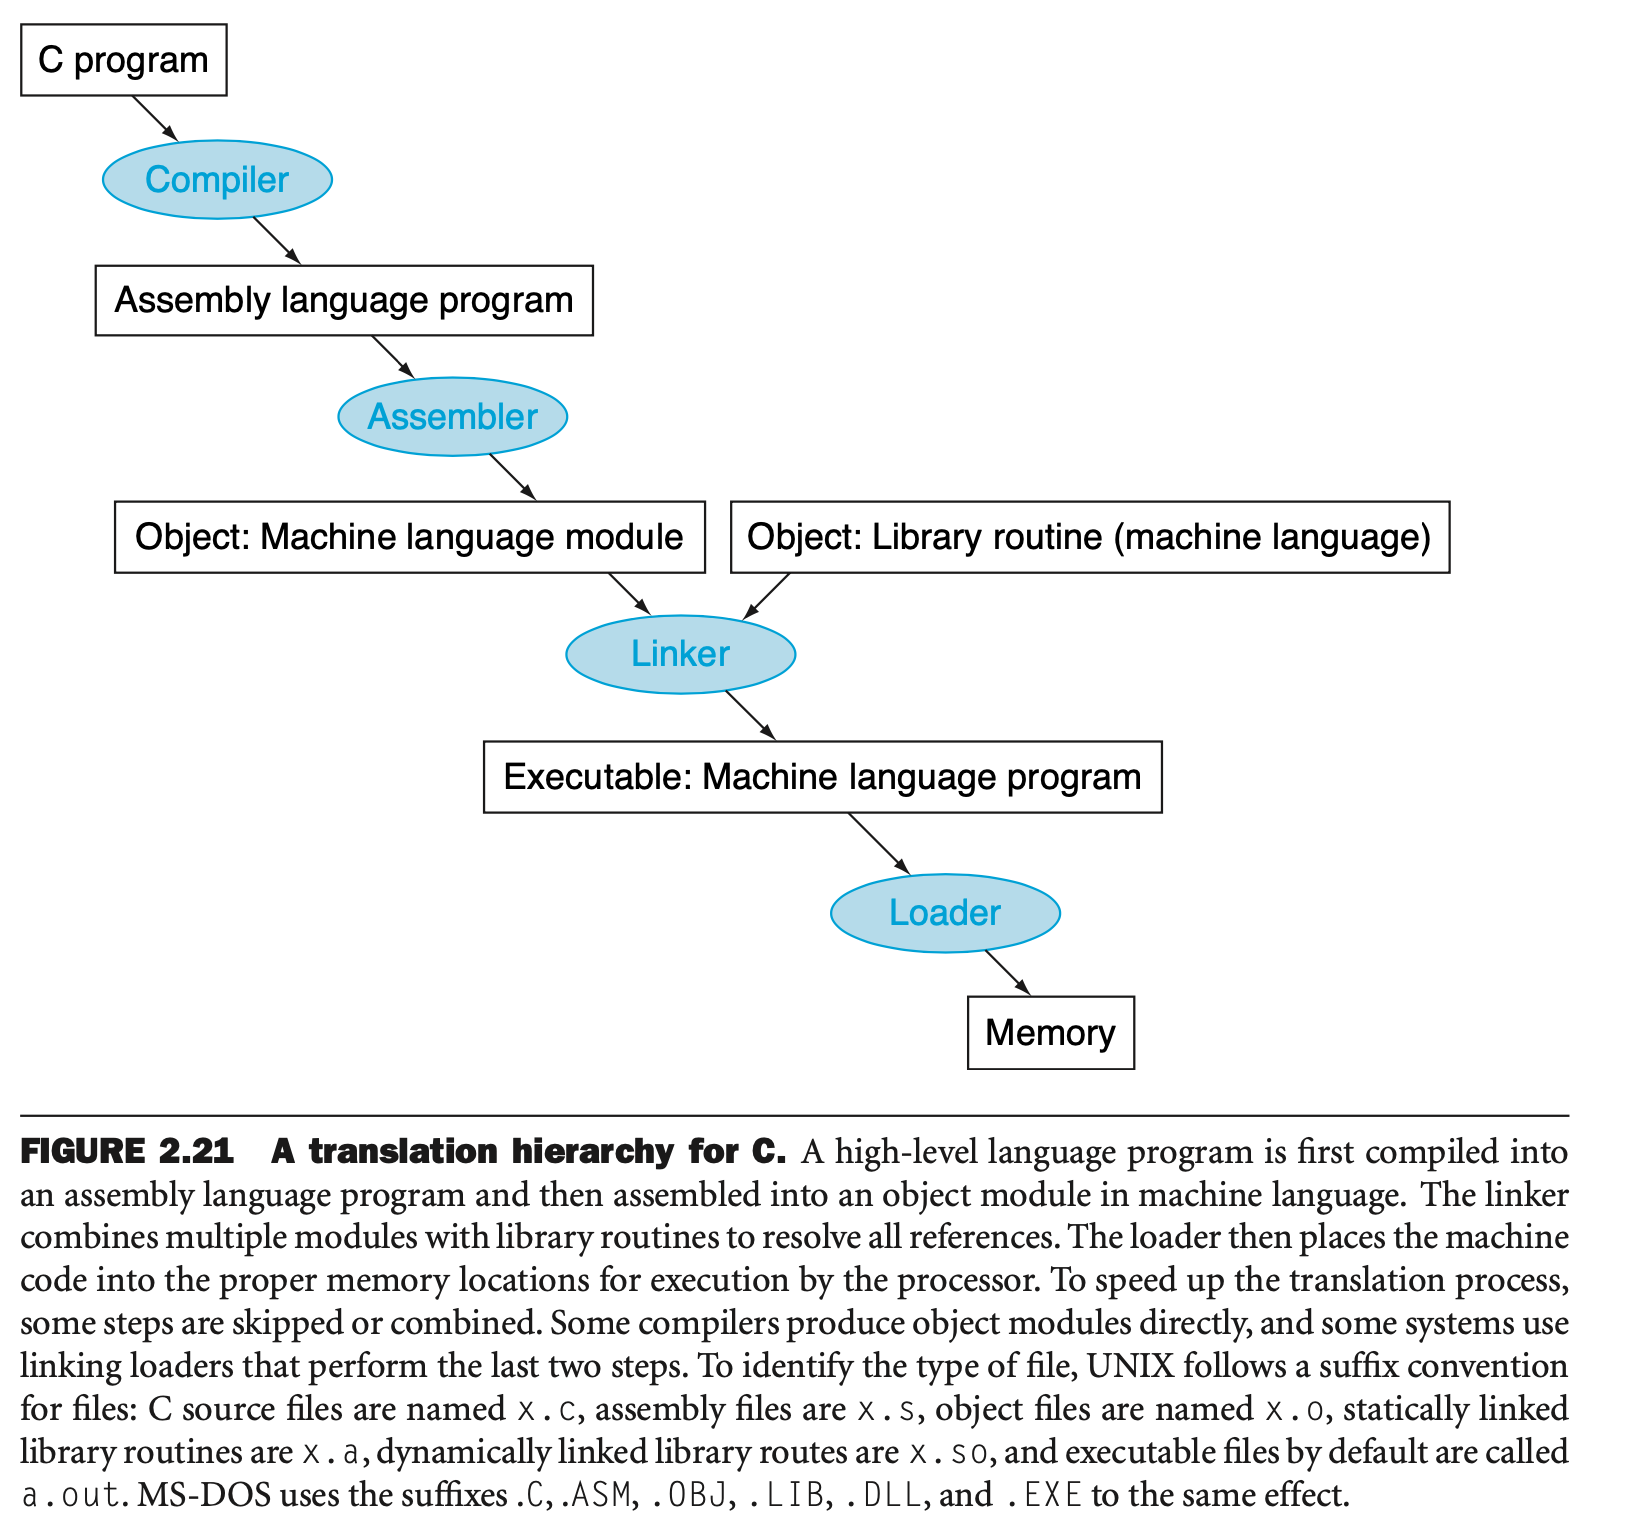 C program
Compiler
Assembly language program
Assembler
Object: Machine language module
Object: Library routine (machine language)
Linker
Executable: Machine language program
Loader
Memory
FIGURE 2.21 A translation hierarchy for C. A high-level language program is first compiled into
an assembly language program and then assembled into an object module in machine language. The linker
combines multiple modules with library routines to resolve all references. The loader then places the machine
code into the proper memory locations for execution by the processor. To speed up the translation process,
some steps are skipped or combined. Some compilers produce object modules directly, and some systems use
linking loaders that perform the last two steps. To identify the type of file, UNIX follows a suffix convention
for files: C source files are named x.c, assembly files are x.s, object files are named x.o, statically linked
library routines are x.a, dynamically linked library routes are x.so, and executable files by default are called
a.out. MS-DOS uses the suffixes .C, .ASM, .OBJ, .LIB, .DLL, and .EXE to the same effect.